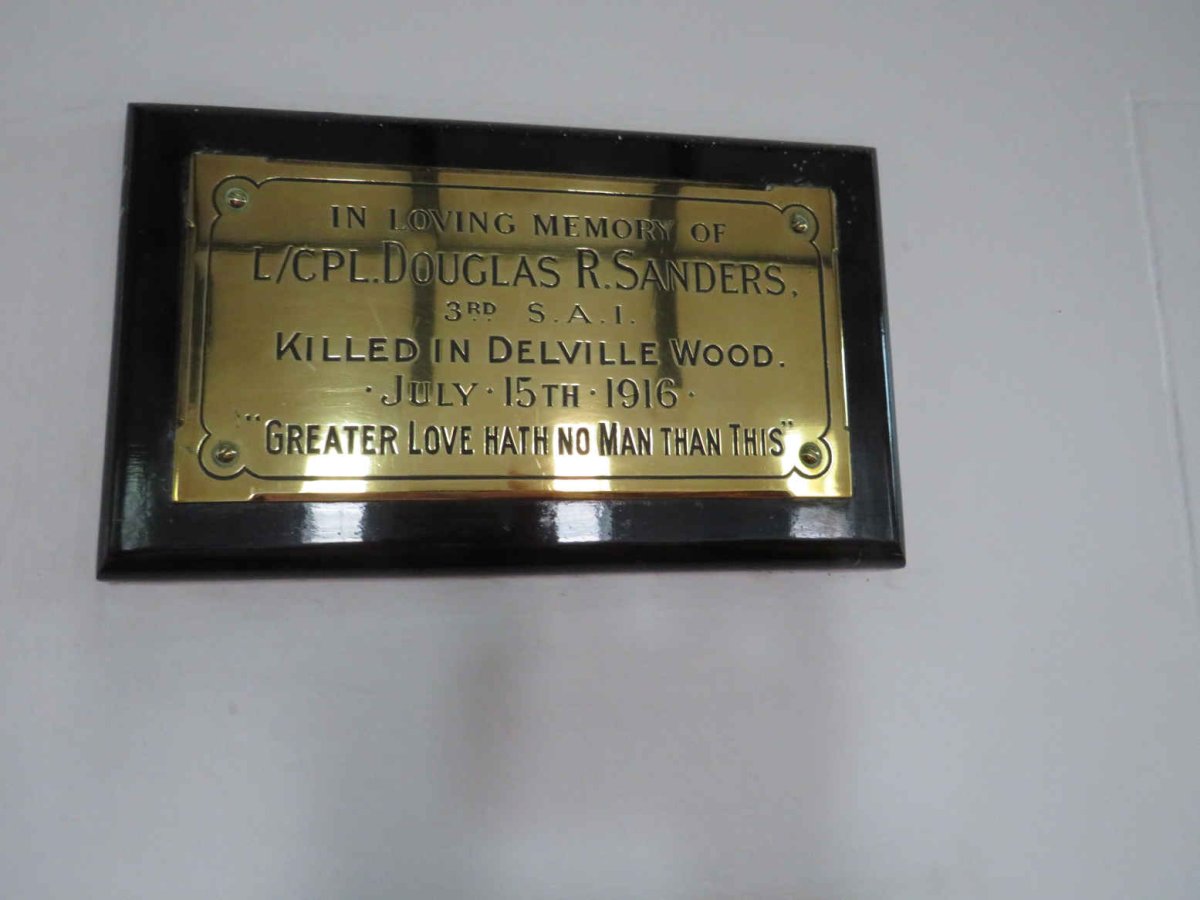 IN LOVING MEMORY OF
L/CPL. DOUGLAS R. SANDERS,
3RD S.A.I.
KILLED IN DELVILLE WOOD.
· JULY · 15TH · 1916 ·
"GREATER LOVE HATH NO MAN THAN THIS"